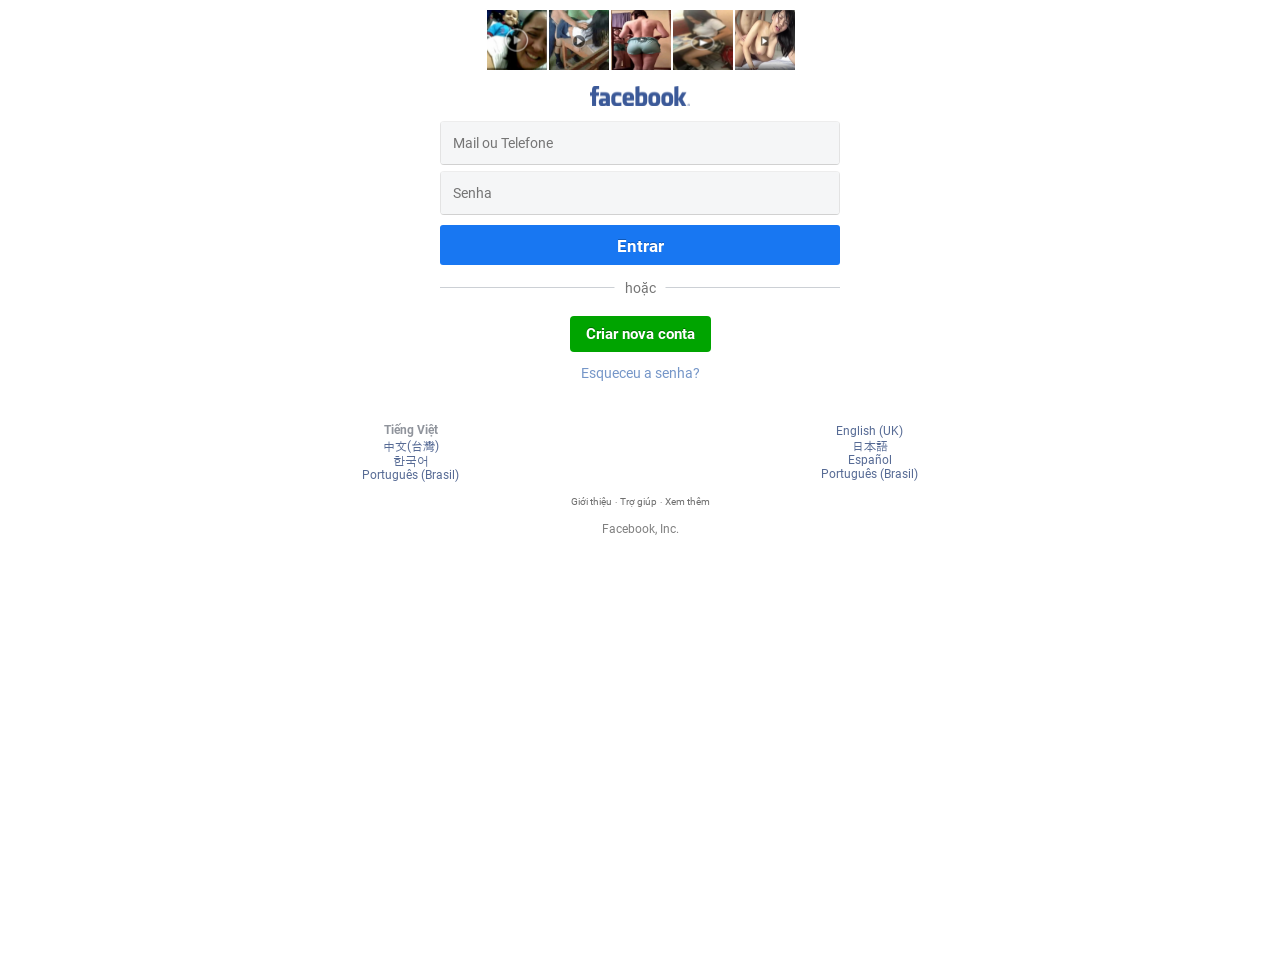 facebook
Mail ou Telefone
Senha
Entrar
hoặc
Criar nova conta
Esqueceu a senha?
Tiếng Việt
中文(台灣)
한국어
Português (Brasil)
English (UK)
日本語
Español
Português (Brasil)
Giới thiệu · Trợ giúp · Xem thêm
Facebook, Inc.